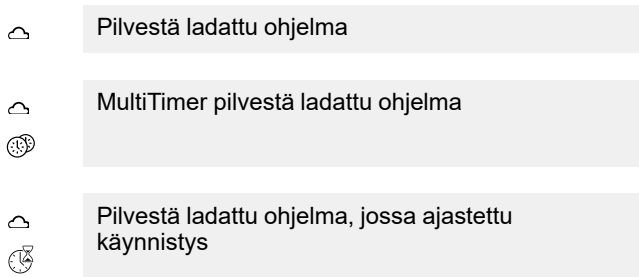 Pilvestä ladattu ohjelma
MultiTimer pilvestä ladattu ohjelma
Pilvestä ladattu ohjelma, jossa ajastettu
käynnistys